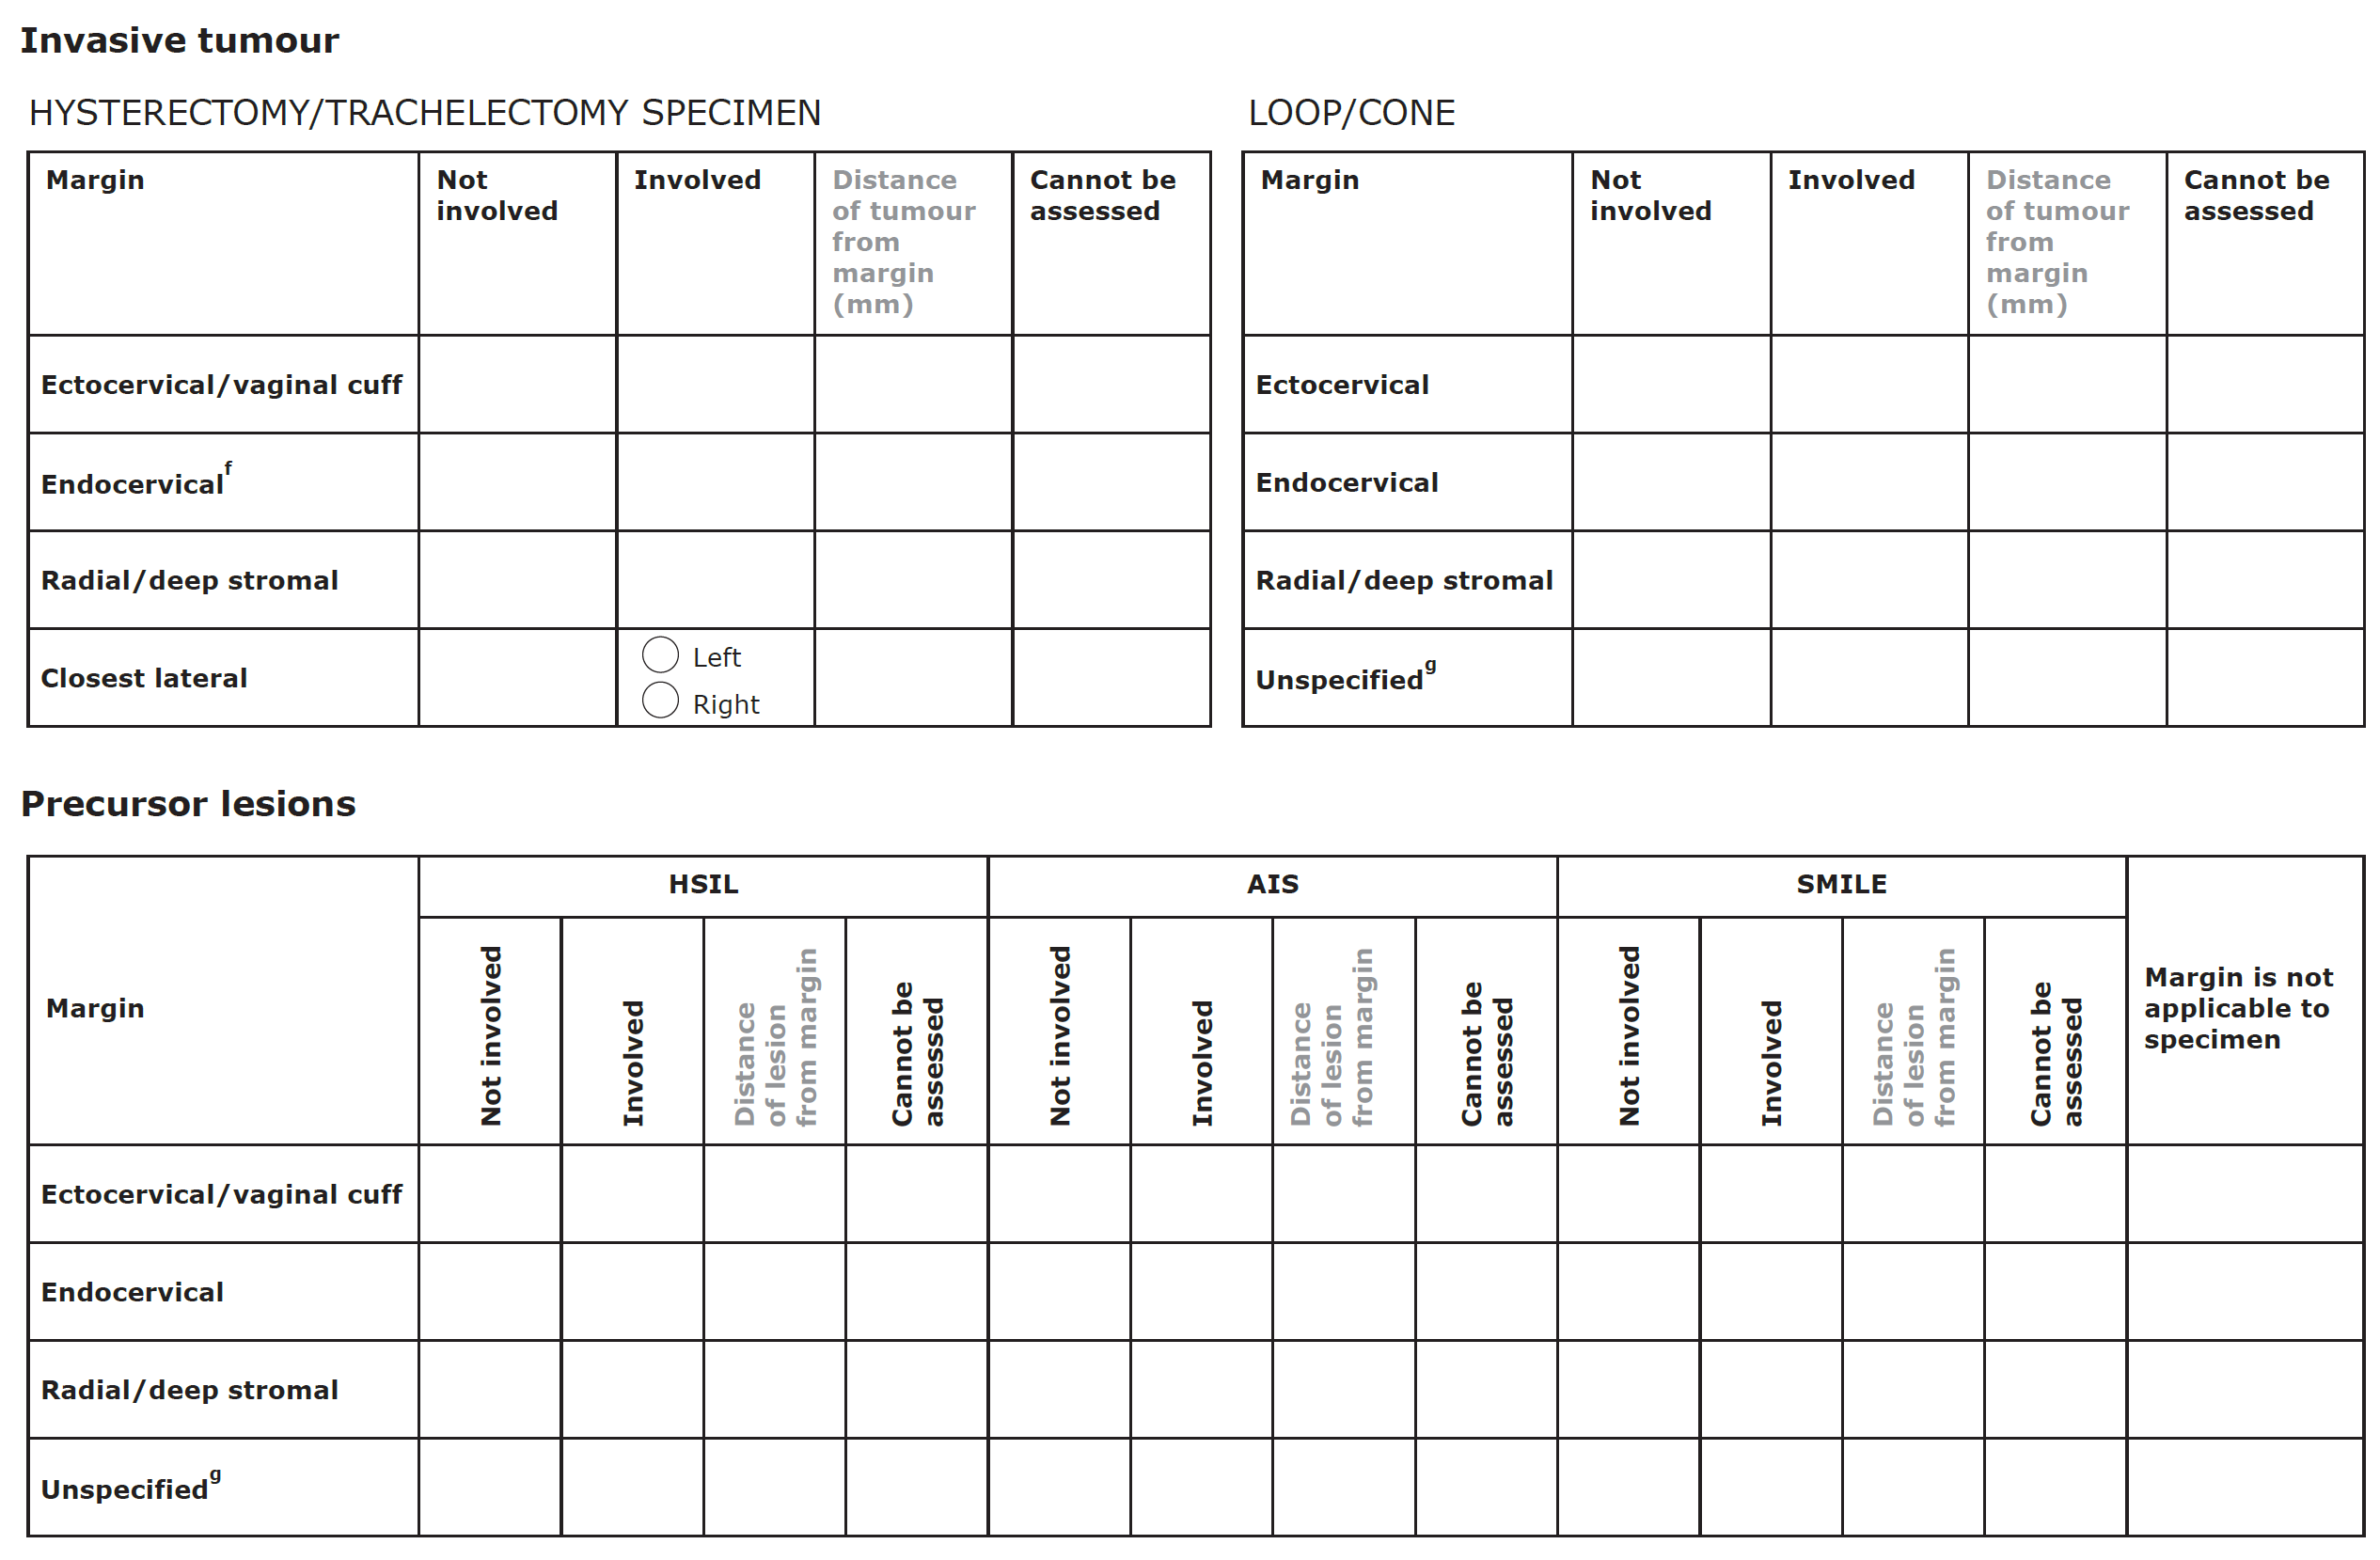 Invasive tumour
HYSTERECTOMY/TRACHELECTOMY SPECIMEN
Margin
Not
involved
Involved
Distance
of tumour
from
margin
(mm)
Cannot be
assessed
Ectocervical/vaginal cuff
Endocervicalf
Radial/deep stromal
Closest lateral
Left
Right
LOOP/CONE
Margin
Not
involved
Involved
Distance
of tumour
from
margin
(mm)
Cannot be
assessed
Ectocervical
Endocervical
Radial/deep stromal
Unspecifiedg
Precursor lesions
Margin
HSIL
AIS
SMILE
Not involved
Involved
Distance
of lesion
from margin
Cannot be
assessed
Not involved
Involved
Distance
of lesion
from margin
Cannot be
assessed
Not involved
Involved
Distance
of lesion
from margin
Cannot be
assessed
Margin is not
applicable to
specimen
Ectocervical/vaginal cuff
Endocervical
Radial/deep stromal
Unspecifiedg